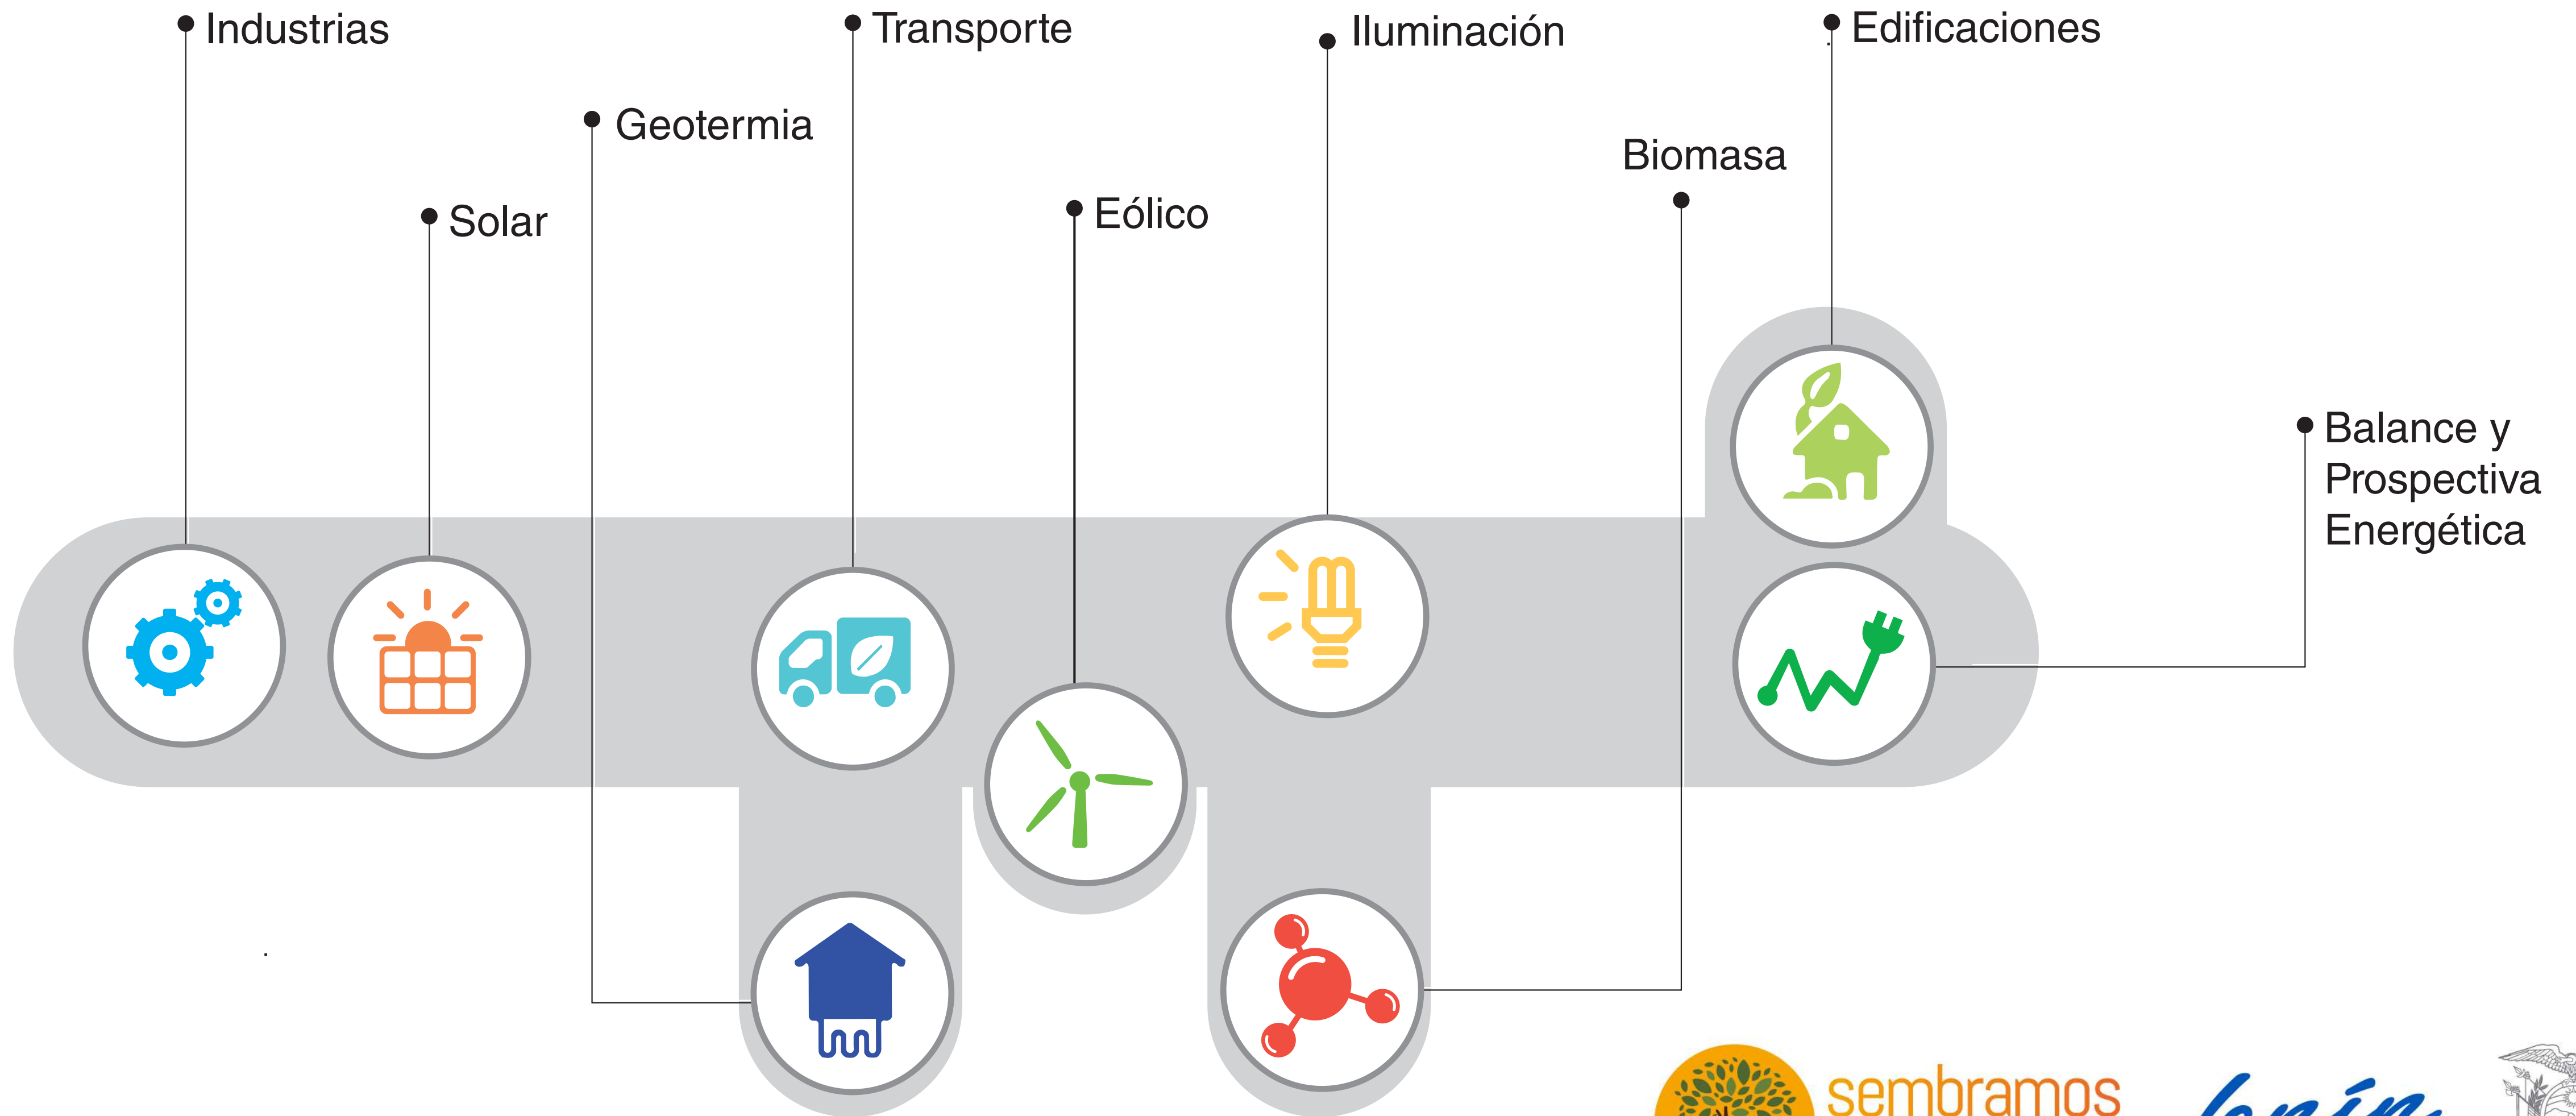 Industrias
Transporte
Iluminación
Edificaciones
Geotermia
Biomasa
Solar
Eólico
Balance y
Prospectiva
Energética
sembramos